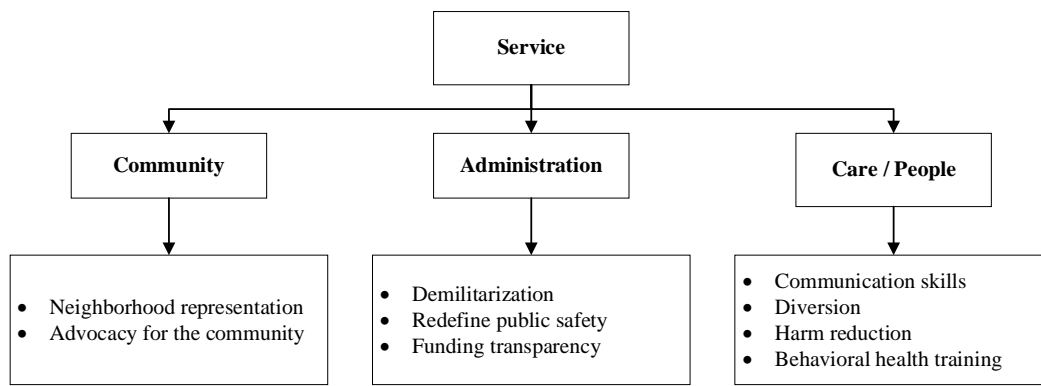 Service
Community
Administration
Care / People
• Neighborhood representation
• Advocacy for the community
• Demilitarization
• Redefine public safety
• Funding transparency
• Communication skills
• Diversion
• Harm reduction
• Behavioral health training